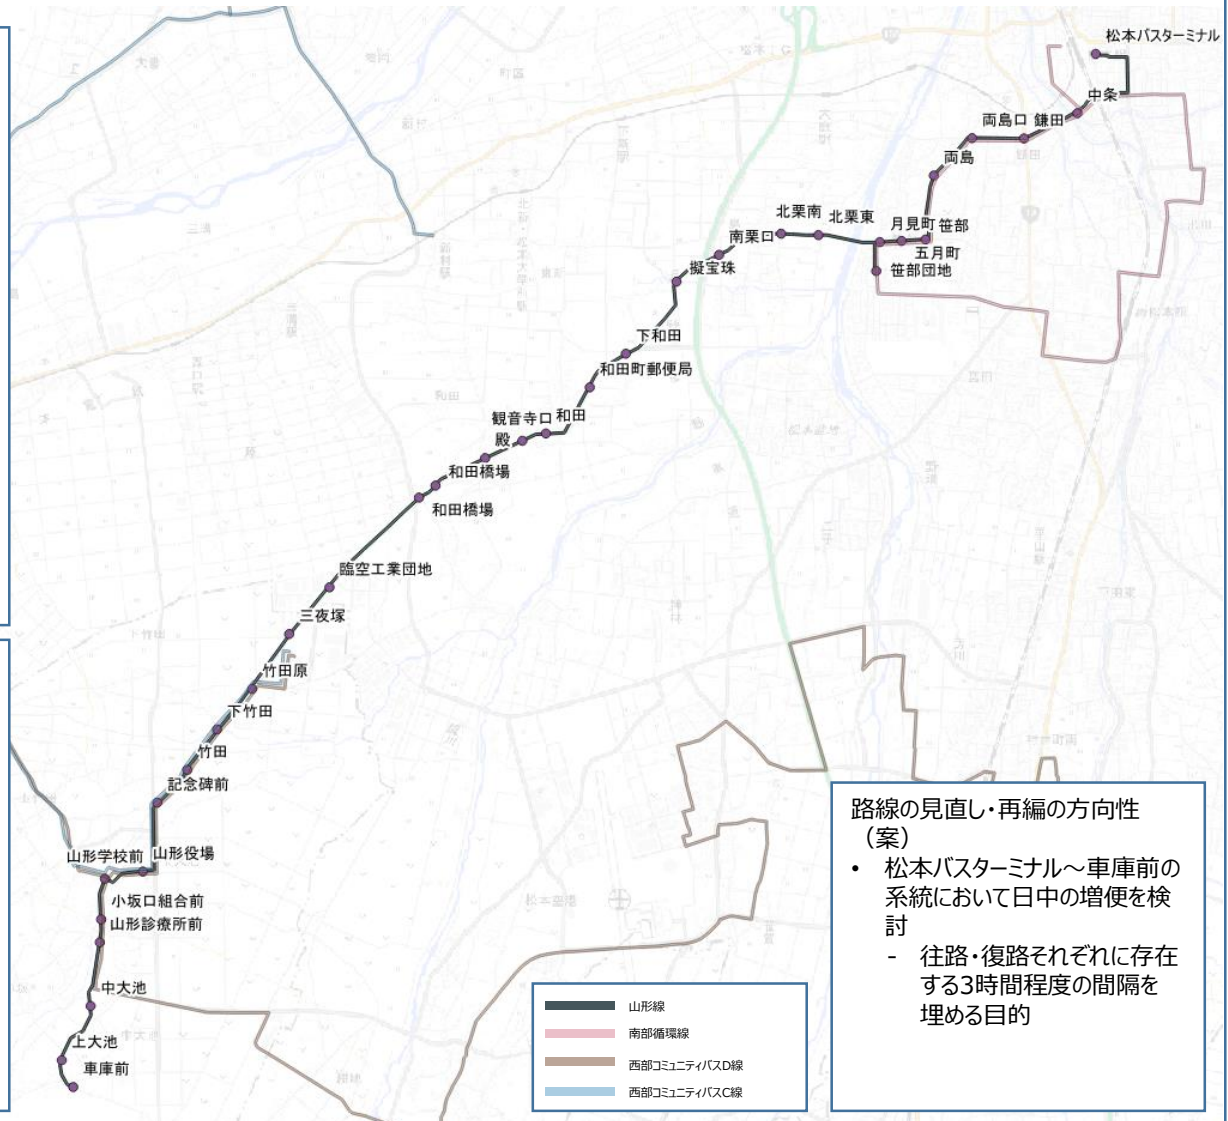 松本バスターミナル
中条
両島口 鎌田
両島
北栗南 北栗東 月見町 笹部
南栗口
五月町
擬宝珠
笹部団地
下和田
和田町郵便局
観音寺口 和田
殿
和田橋場
和田橋場
臨空工業団地
三夜塚
竹田原
下竹田
竹田
記念碑前
山形学校前 山形役場
小坂口組合前
山形診療所前
中大池
上大池
車庫前
松本空港
山形線
南部循環線
西部コミュニティバスD線
西部コミュニティバスC線
路線の見直し・再編の方向性
（案）
• 松本バスターミナル～車庫前の
系統において日中の増便を検
討
- 往路・復路それぞれに存在
する3時間程度の間隔を
埋める目的